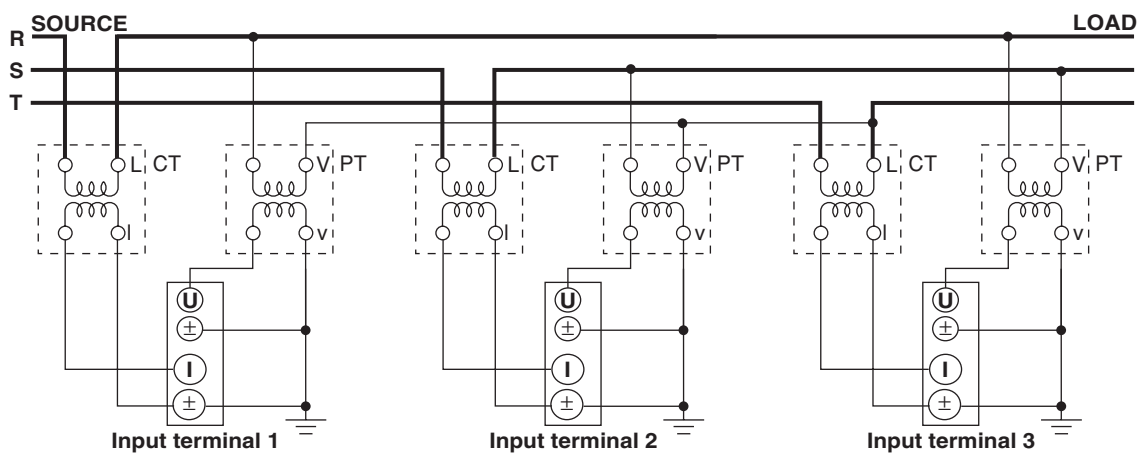 SOURCE LOAD
R
S
T
L CT V PT L CT V PT L CT V PT
l v l v l v
U U U
± ± ±
I I I
± ± ±
Input terminal 1 Input terminal 2 Input terminal 3